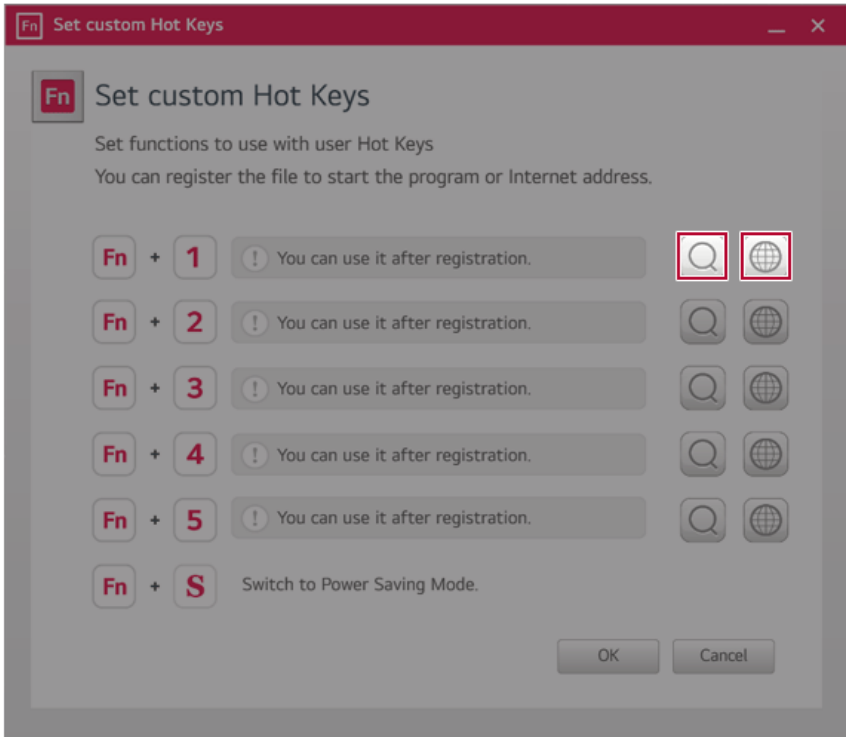 Fn Set custom Hot Keys
Fn Set custom Hot Keys
Set functions to use with user Hot Keys
You can register the file to start the program or Internet address.
Fn + 1 ! You can use it after registration.
Fn + 2 ! You can use it after registration.
Fn + 3 ! You can use it after registration.
Fn + 4 ! You can use it after registration.
Fn + 5 ! You can use it after registration.
Fn + S Switch to Power Saving Mode.
OK Cancel